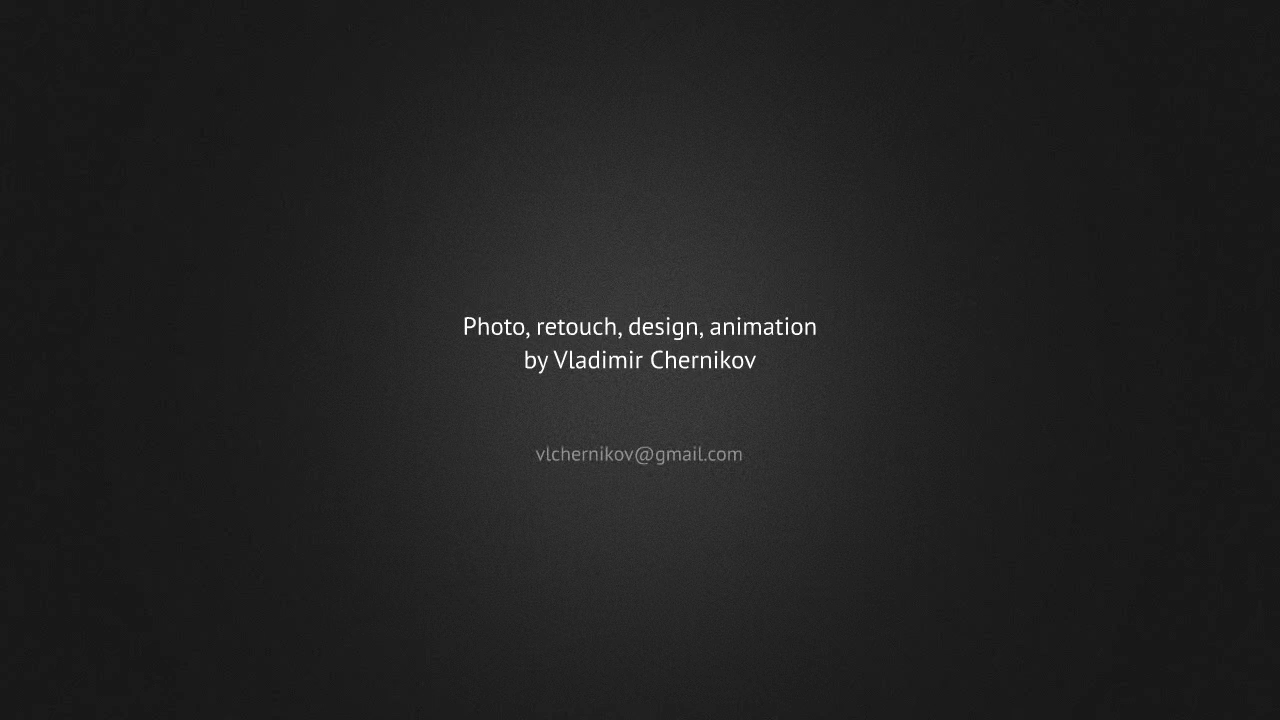 Photo, retouch, design, animation
by Vladimir Chernikov
vlchernikov@gmail.com